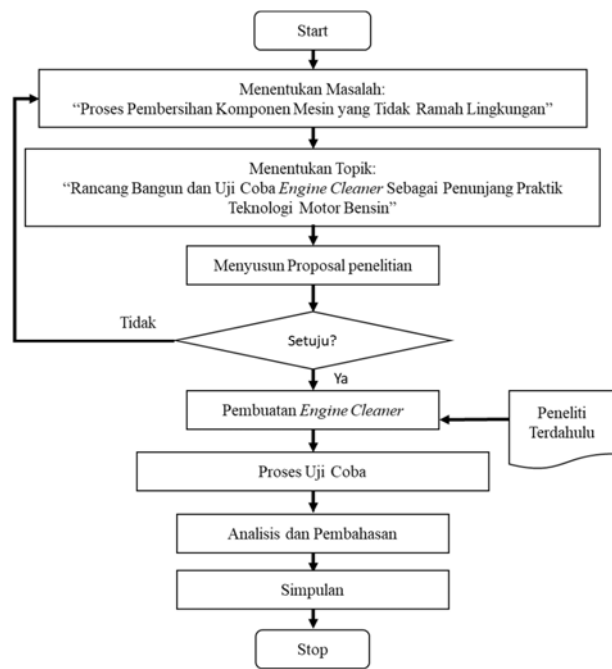 Start
Menentukan Masalah:
“Proses Pembersihan Komponen Mesin yang Tidak Ramah Lingkungan”
Menentukan Topik:
“Rancang Bangun dan Uji Coba Engine Cleaner Sebagai Penunjang Praktik
Teknologi Motor Bensin”
Menyusun Proposal penelitian
Tidak
Setuju?
Ya
Pembuatan Engine Cleaner
Peneliti
Terdahulu
Proses Uji Coba
Analisis dan Pembahasan
Simpulan
Stop